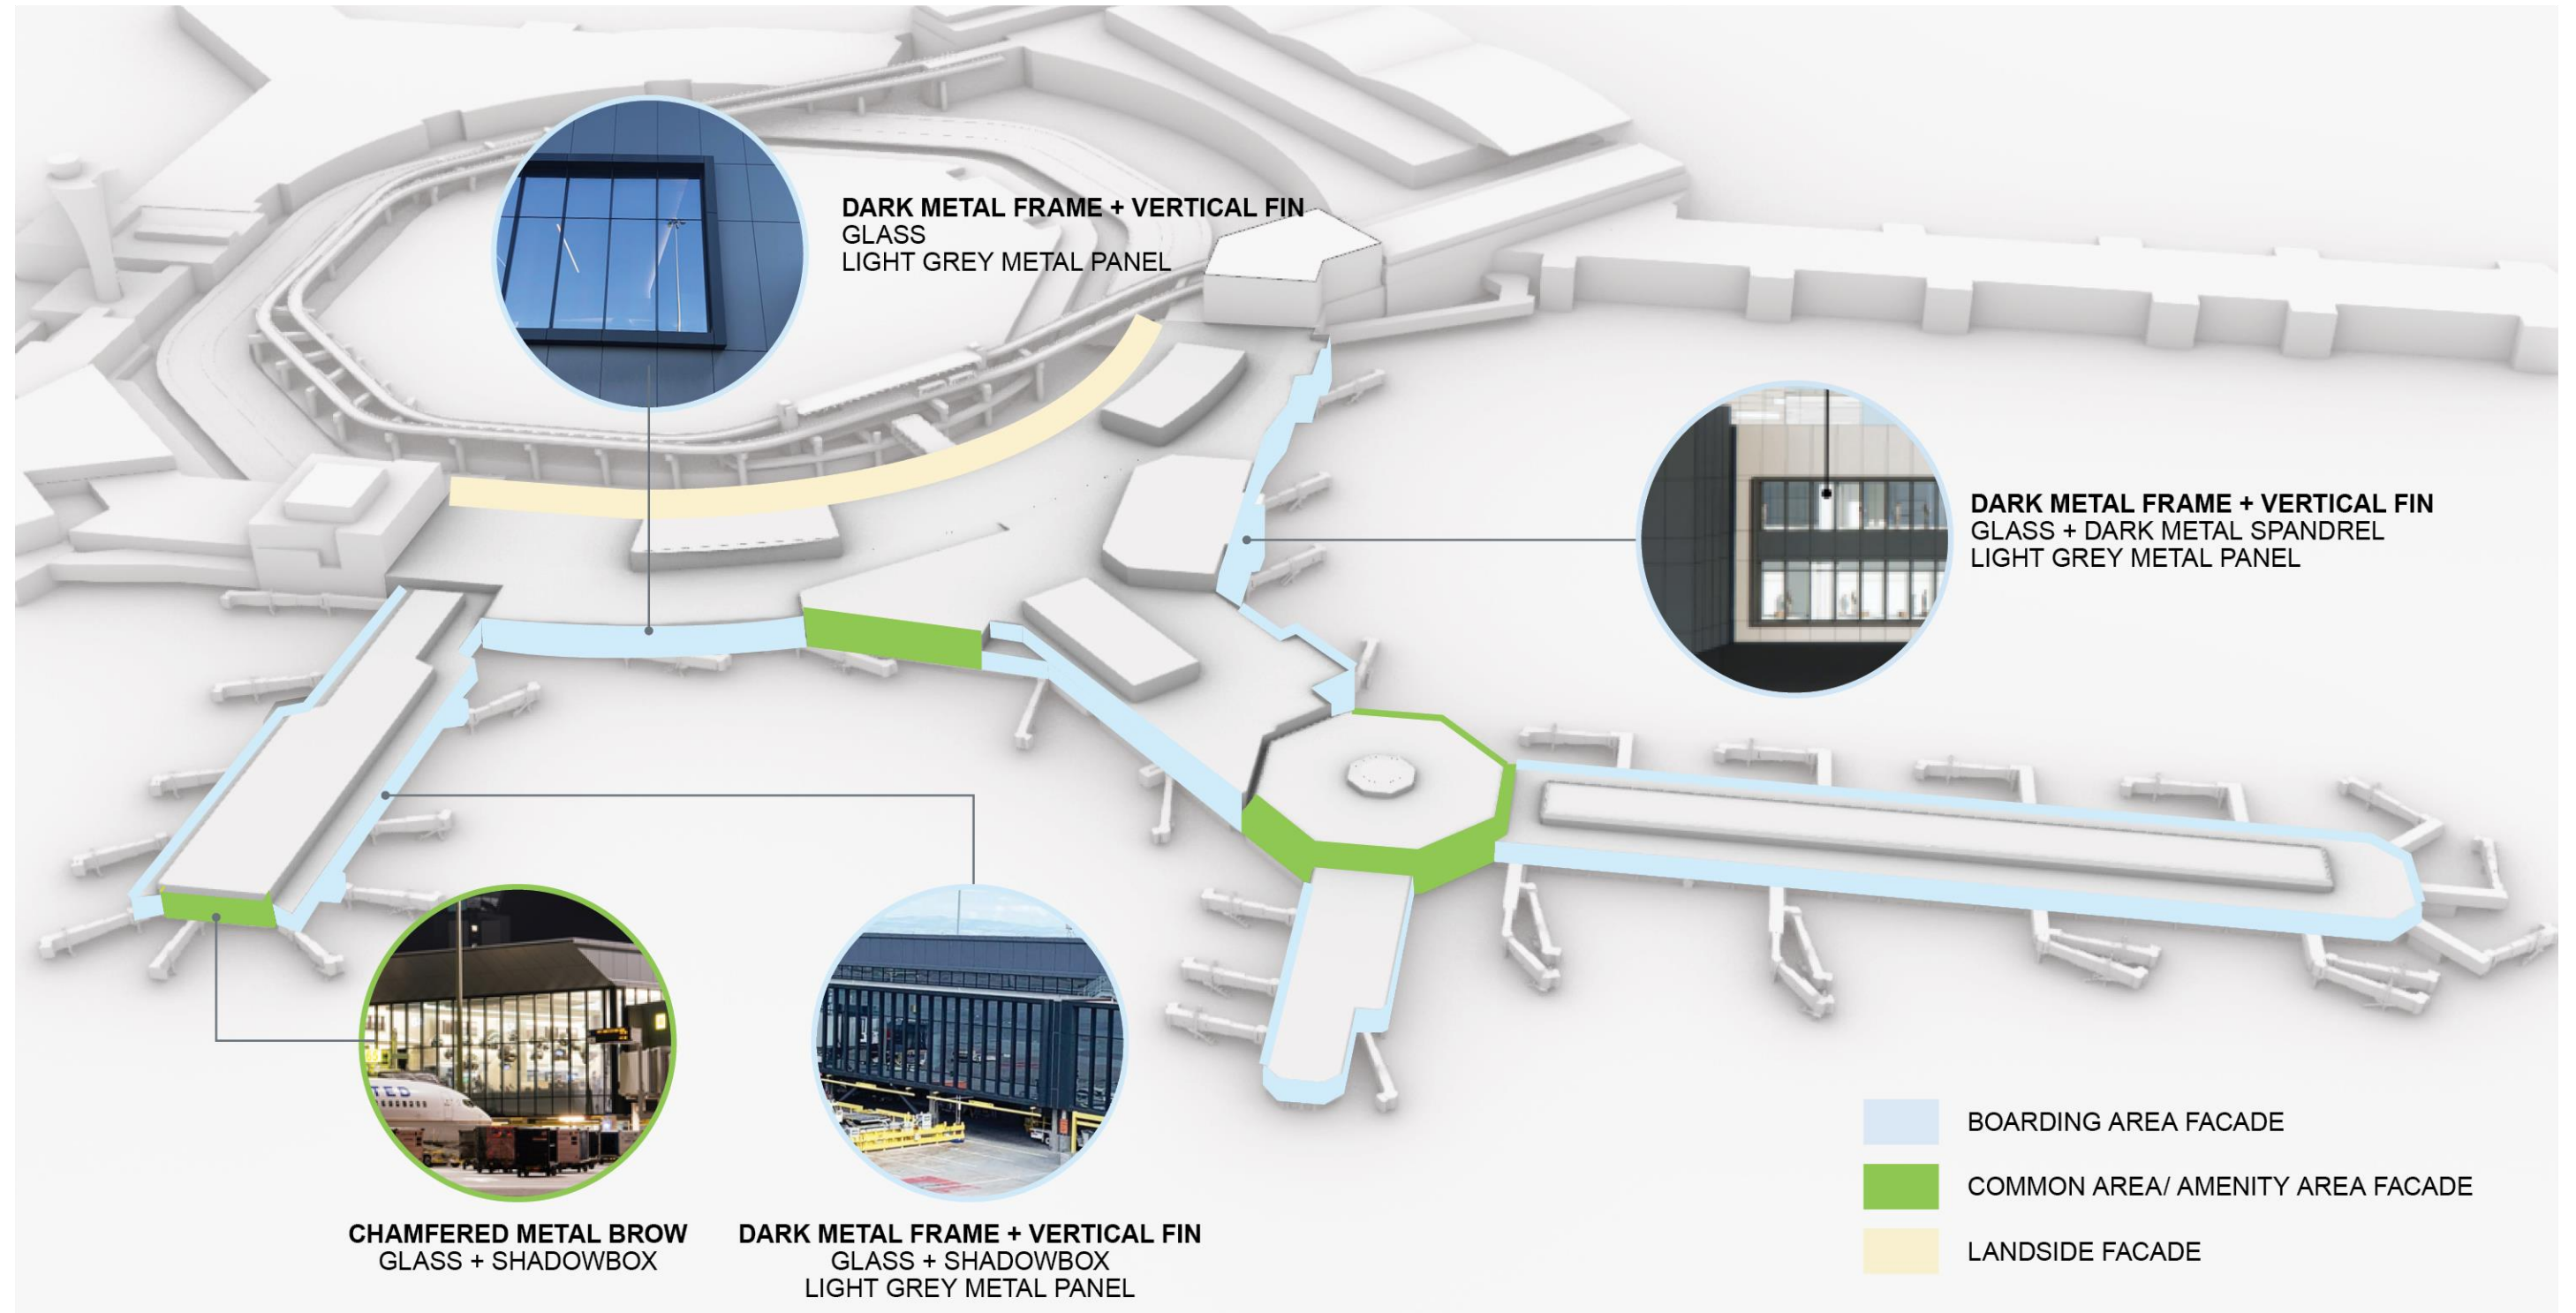 DARK METAL FRAME + VERTICAL FIN
GLASS
LIGHT GREY METAL PANEL
DARK METAL FRAME + VERTICAL FIN
GLASS + DARK METAL SPANDREL
LIGHT GREY METAL PANEL
TED
CHAMFERED METAL BROW
GLASS + SHADOWBOX
DARK METAL FRAME + VERTICAL FIN
GLASS + SHADOWBOX
LIGHT GREY METAL PANEL
BOARDING AREA FACADE
COMMON AREA/ AMENITY AREA FACADE
LANDSIDE FACADE